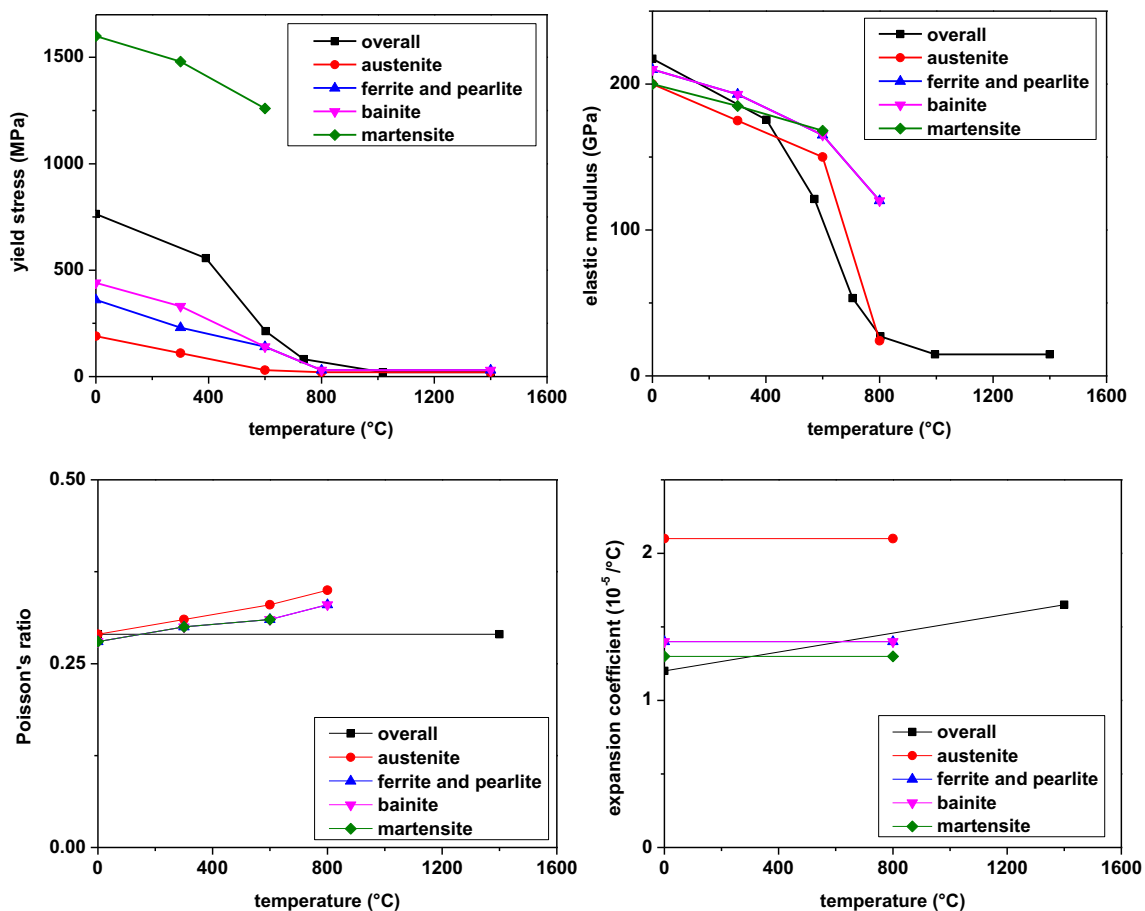 1500
1000
500
0
yield stress (MPa)
overall
austenite
ferrite and pearlite
bainite
martensite
0 400 800 1200 1600
temperature (°C)
200
100
0
elastic modulus (GPa)
overall
austenite
ferrite and pearlite
bainite
martensite
0 400 800 1200 1600
temperature (°C)
0.50
0.25
0.00
Poisson's ratio
overall
austenite
ferrite and pearlite
bainite
martensite
0 400 800 1200 1600
temperature (°C)
2
1
0
expansion coefficient (10⁻⁵ /°C)
overall
austenite
ferrite and pearlite
bainite
martensite
0 400 800 1200 1600
temperature (°C)